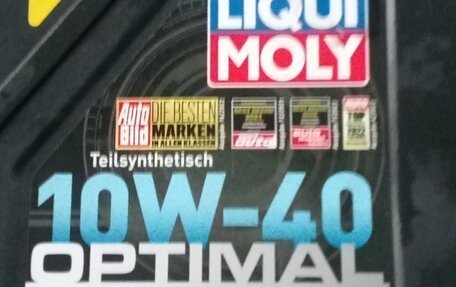 LIQUI
MOLY
Auto Bild DIE BESTEN
MARKEN
IN ALLEN KLASSEN
Teilsynthetisch
10W-40
OPTIMAL